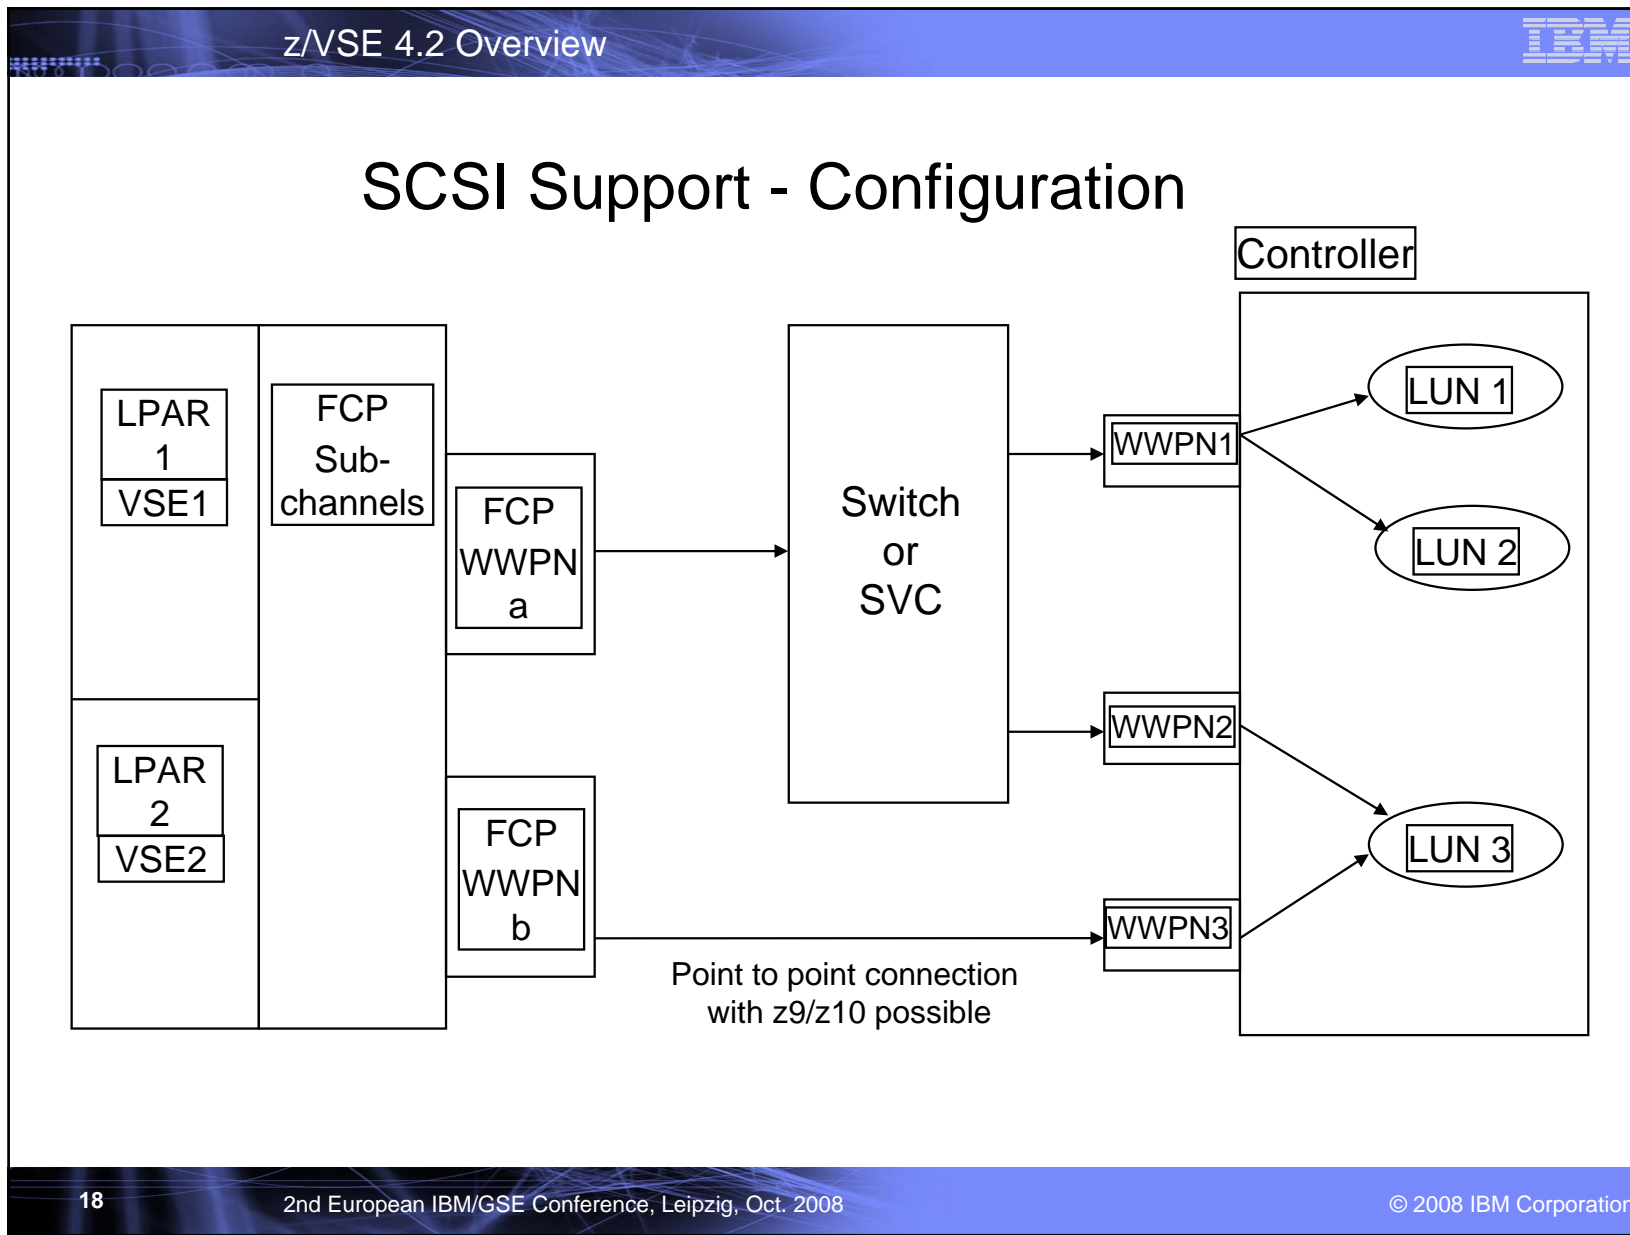 z/VSE 4.2 Overview
IBM
SCSI Support - Configuration
Controller
LPAR
1
VSE1
FCP
Sub-
channels
FCP
WWPN
a
Switch
or
SVC
WWPN1
LUN 1
LUN 2
WWPN2
LPAR
2
VSE2
FCP
WWPN
b
WWPN3
LUN 3
Point to point connection
with z9/z10 possible
18
2nd European IBM/GSE Conference, Leipzig, Oct. 2008
© 2008 IBM Corporation